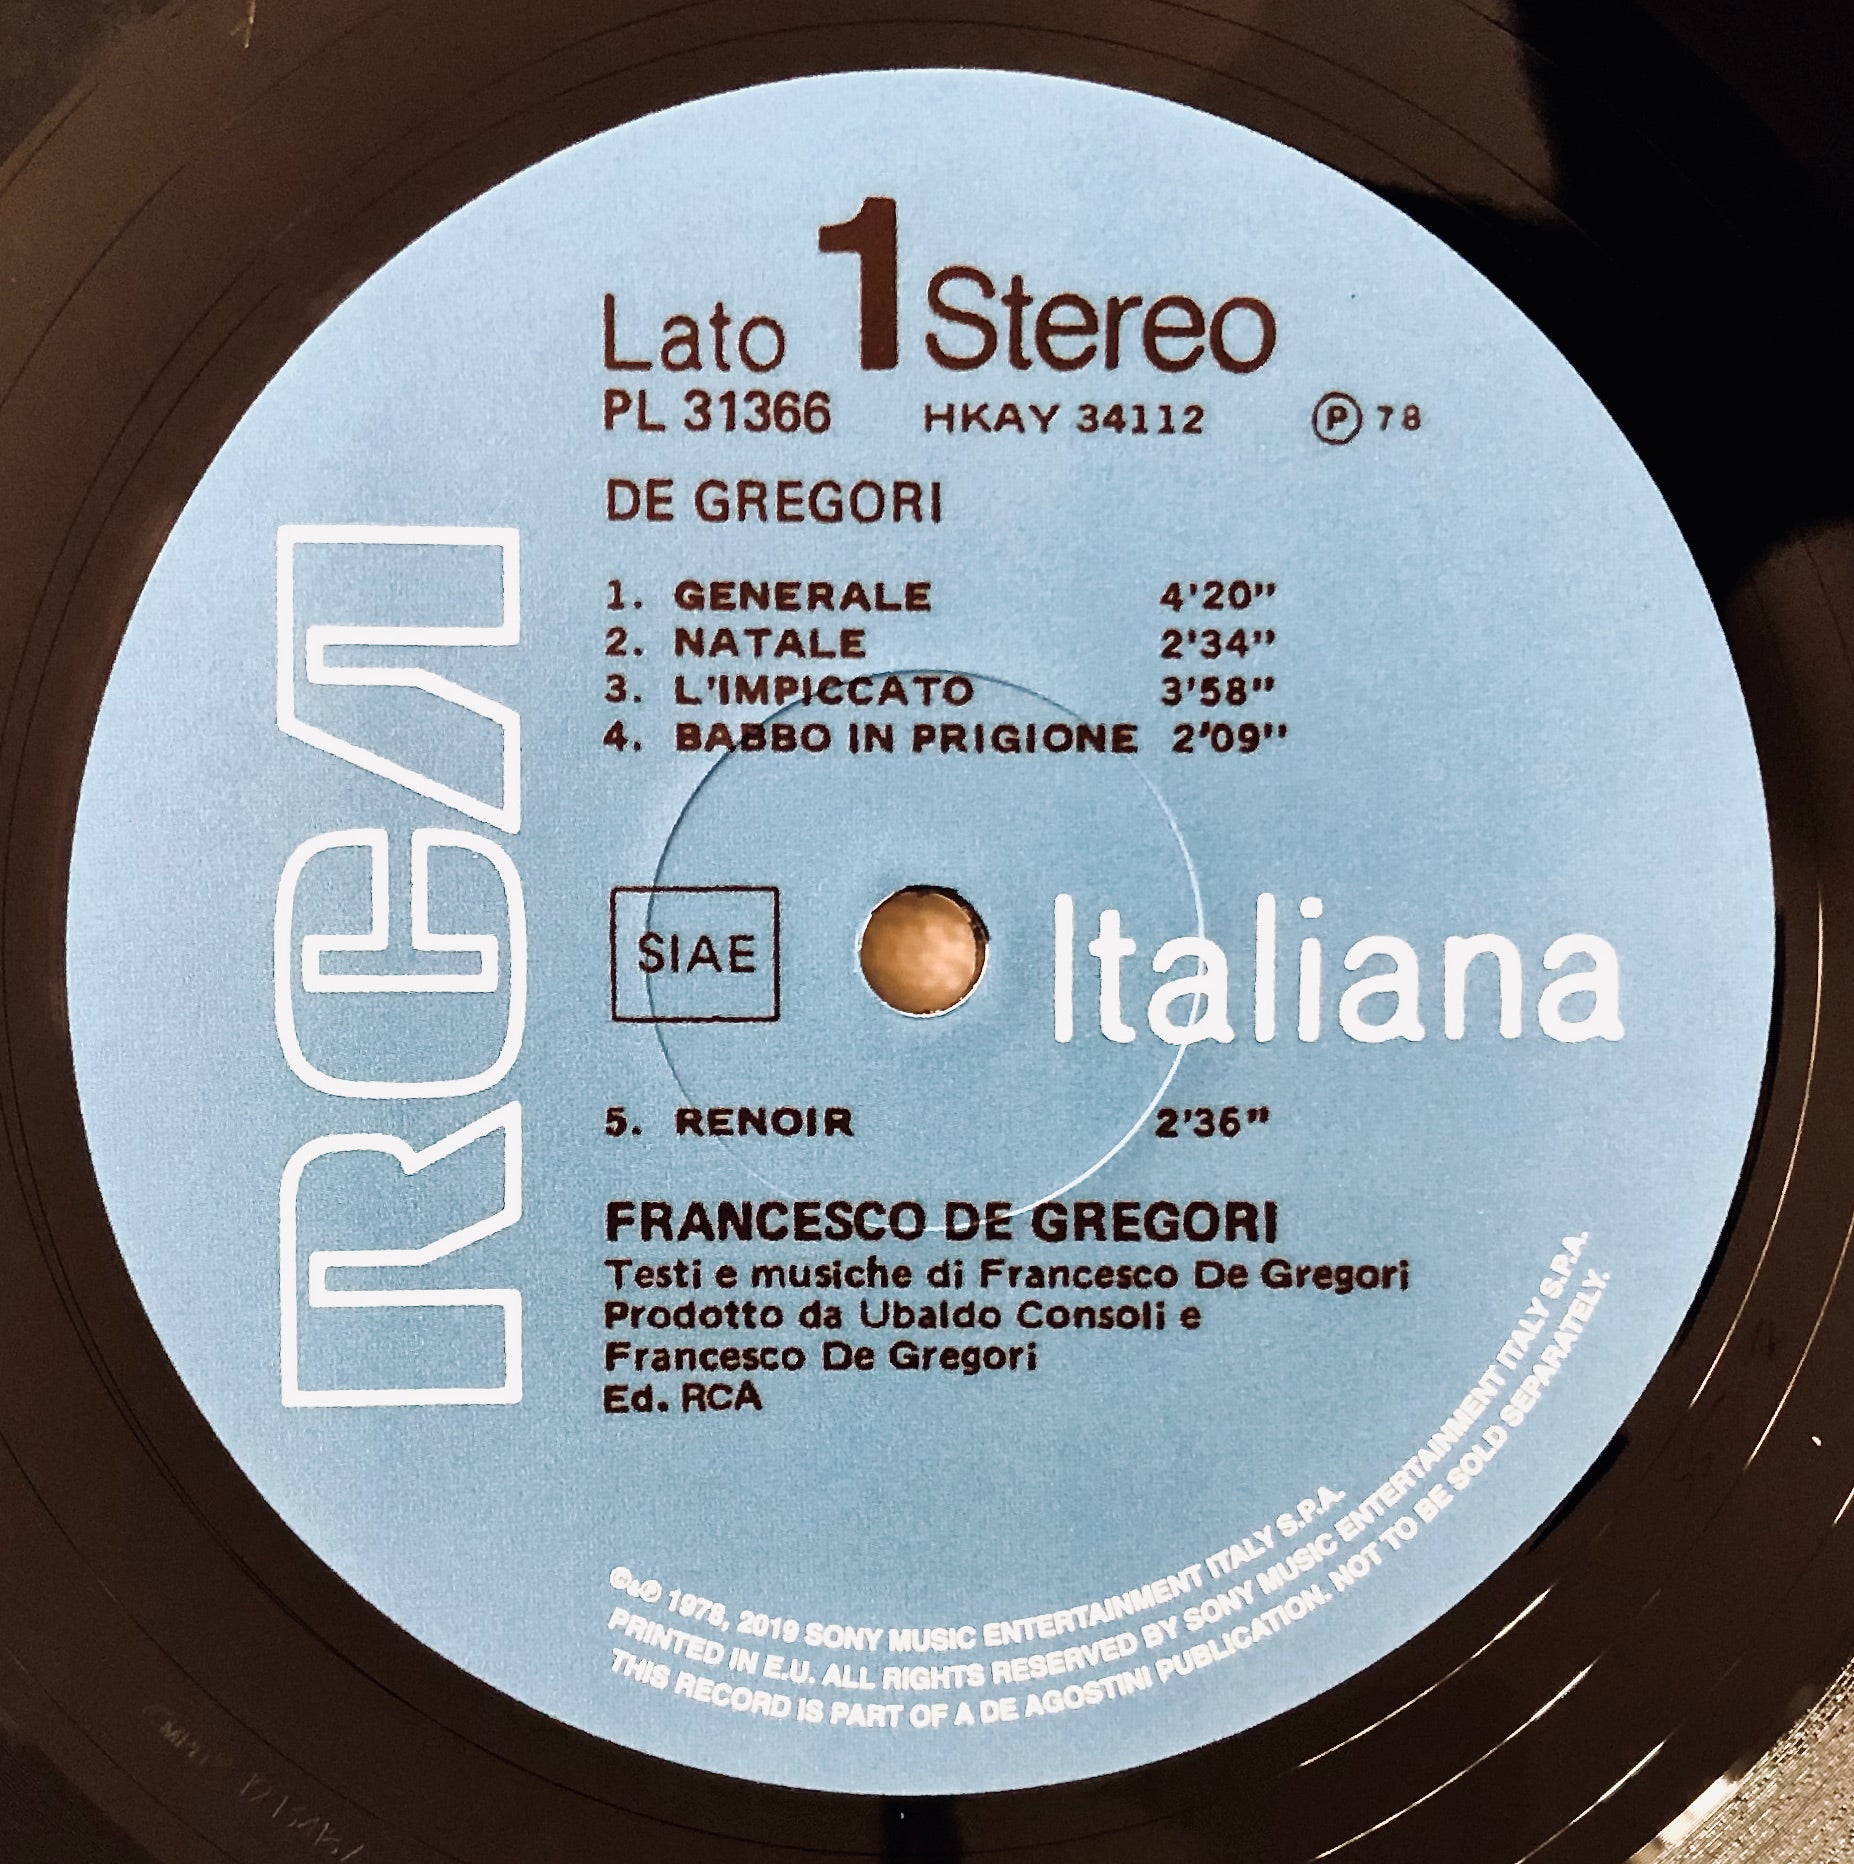 Lato 1 Stereo
PL 31366 HKAY 34112 Ⓟ 78
DE GREGORI
1. GENERALE 4'20"
2. NATALE 2'34"
3. L'IMPICCATO 3'58"
4. BABBO IN PRIGIONE 2'09"
RCA
SIAE
Italiana
5. RENOIR 2'36"
FRANCESCO DE GREGORI
Testi e musiche di Francesco De Gregori
Prodotto da Ubaldo Consoli e
Francesco De Gregori
Ed. RCA
©&Ⓟ 1978, 2019 SONY MUSIC ENTERTAINMENT ITALY S.P.A.
PRINTED IN E.U. ALL RIGHTS RESERVED BY SONY MUSIC ENTERTAINMENT ITALY S.P.A.
THIS RECORD IS PART OF A DE AGOSTINI PUBLICATION. NOT TO BE SOLD SEPARATELY.